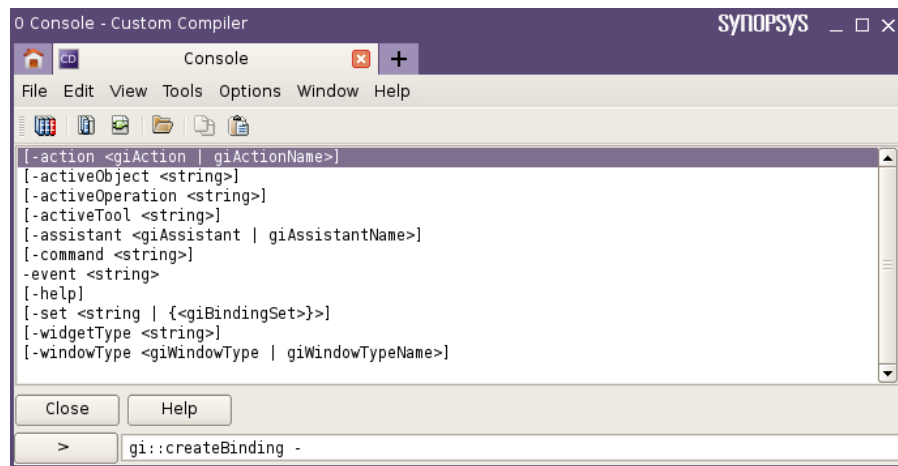 0 Console - Custom Compiler SYNOPSYS
CD Console
File Edit View Tools Options Window Help
[-action <giAction | giActionName>]
[-activeObject <string>]
[-activeOperation <string>]
[-activeTool <string>]
[-assistant <giAssistant | giAssistantName>]
[-command <string>]
-event <string>
[-help]
[-set <string | {<giBindingSet>}>]
[-widgetType <string>]
[-windowType <giWindowType | giWindowTypeName>]
Close Help
> gi::createBinding -